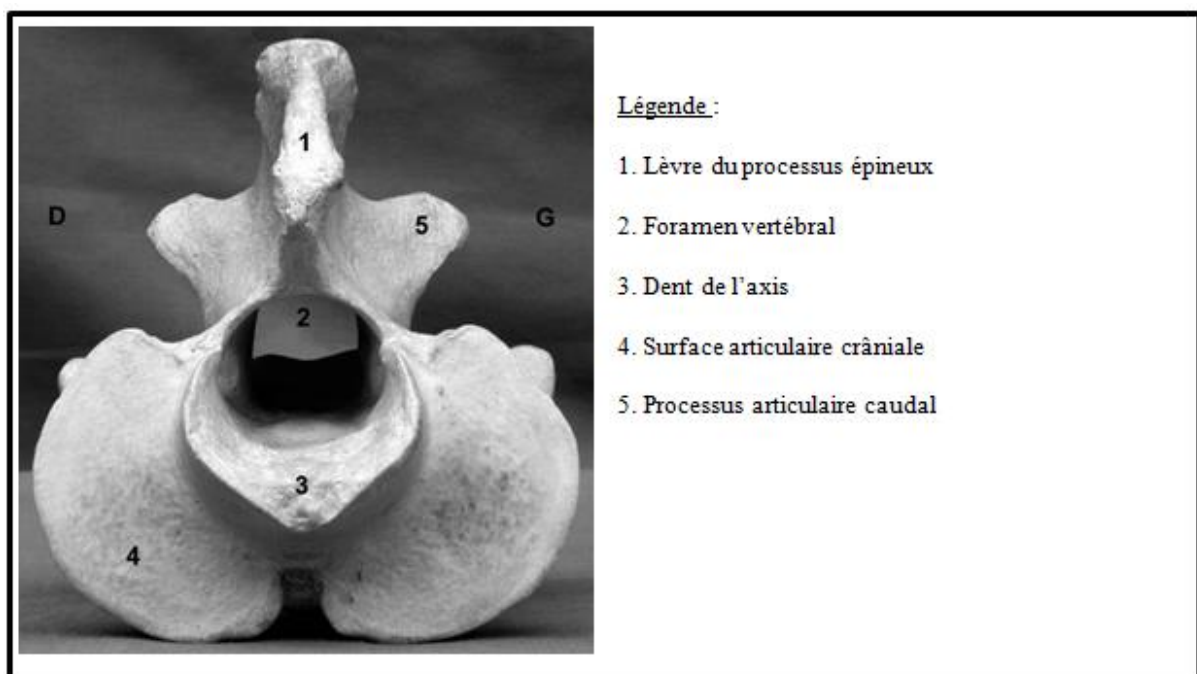 1
D
5
G
2
3
4
Légende :
1. Lèvre du processus épineux
2. Foramen vertébral
3. Dent de l'axis
4. Surface articulaire crâniale
5. Processus articulaire caudal